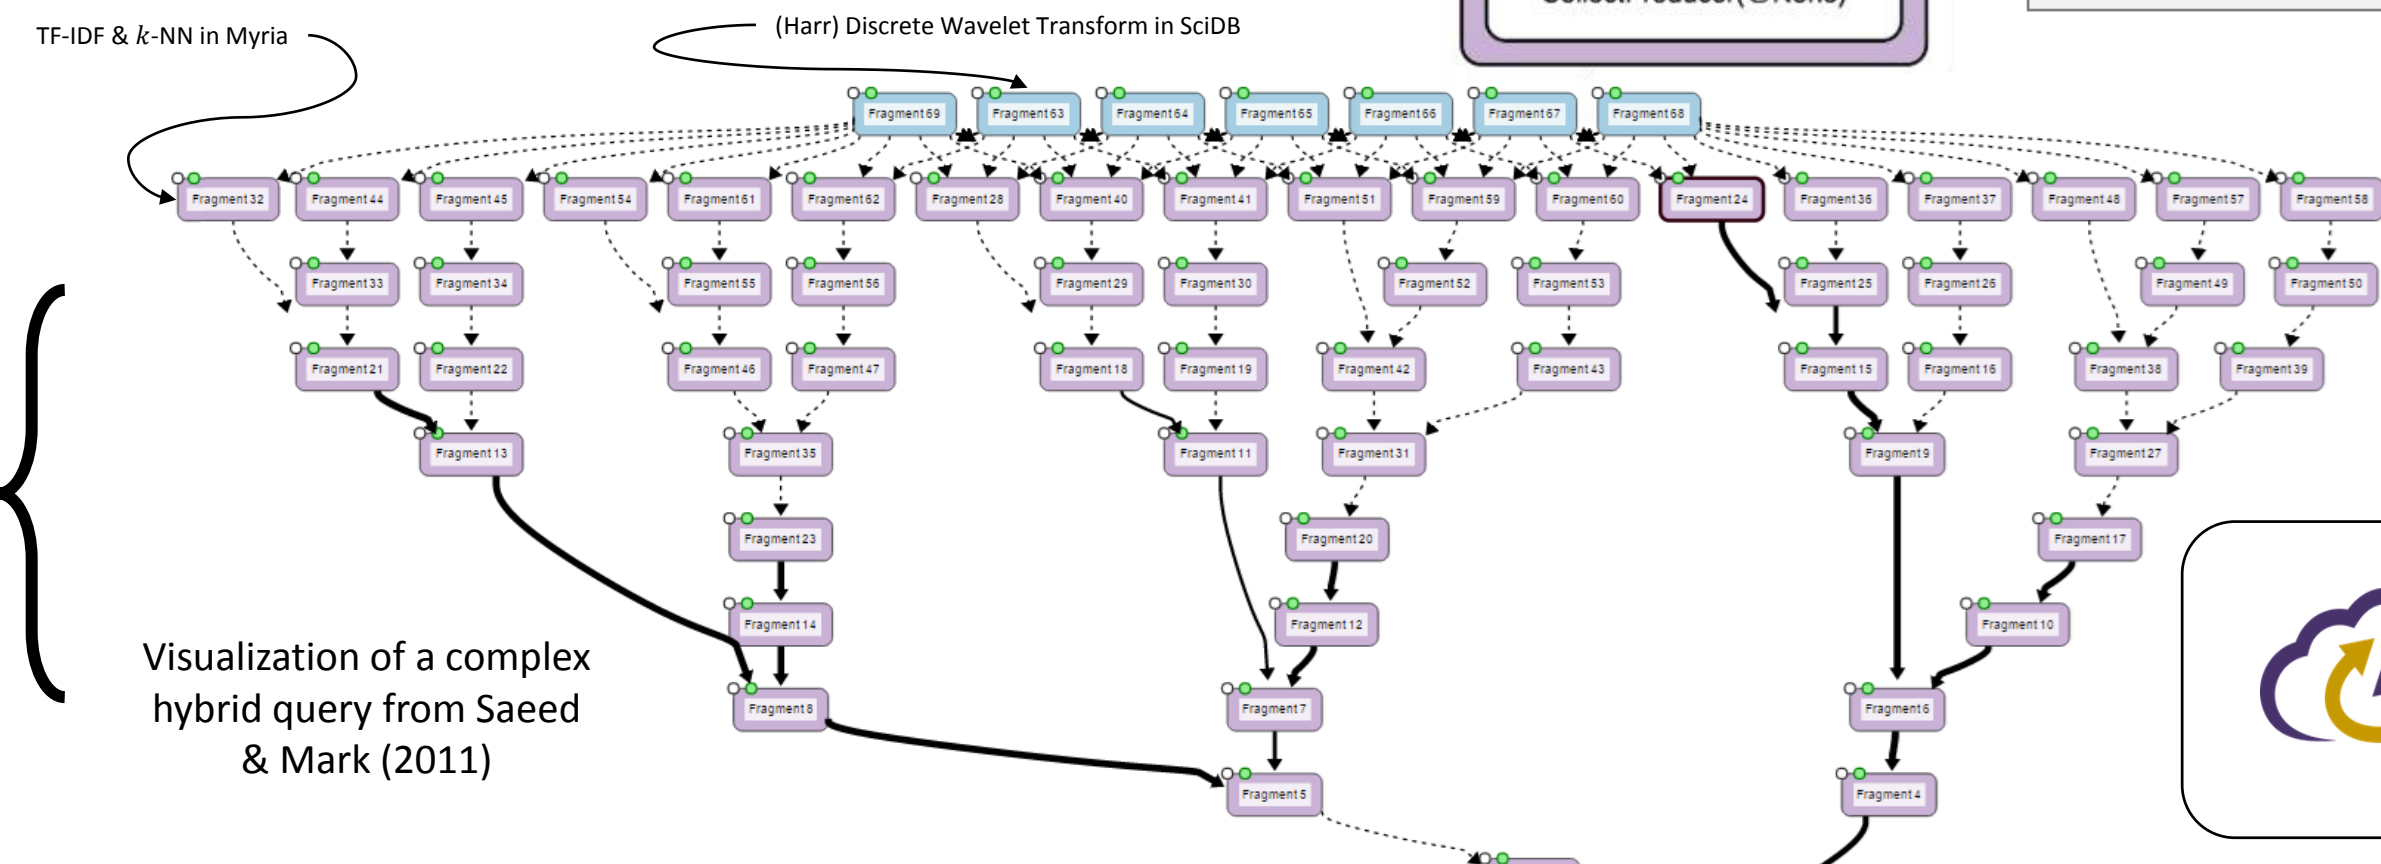 TF-IDF & k-NN in Myria
(Harr) Discrete Wavelet Transform in SciDB
Fragment69
Fragment63
Fragment64
Fragment65
Fragment66
Fragment67
Fragment68
Fragment32
Fragment44
Fragment45
Fragment54
Fragment61
Fragment62
Fragment28
Fragment40
Fragment41
Fragment51
Fragment59
Fragment60
Fragment24
Fragment36
Fragment37
Fragment48
Fragment57
Fragment58
Fragment33
Fragment34
Fragment55
Fragment56
Fragment29
Fragment30
Fragment52
Fragment53
Fragment25
Fragment26
Fragment49
Fragment50
Fragment21
Fragment22
Fragment46
Fragment47
Fragment18
Fragment19
Fragment42
Fragment43
Fragment15
Fragment16
Fragment38
Fragment39
Fragment13
Fragment35
Fragment11
Fragment31
Fragment9
Fragment27
Fragment23
Fragment20
Fragment17
Fragment14
Fragment12
Fragment10
Fragment8
Fragment7
Fragment6
Fragment5
Fragment4
Visualization of a complex
hybrid query from Saeed
& Mark (2011)